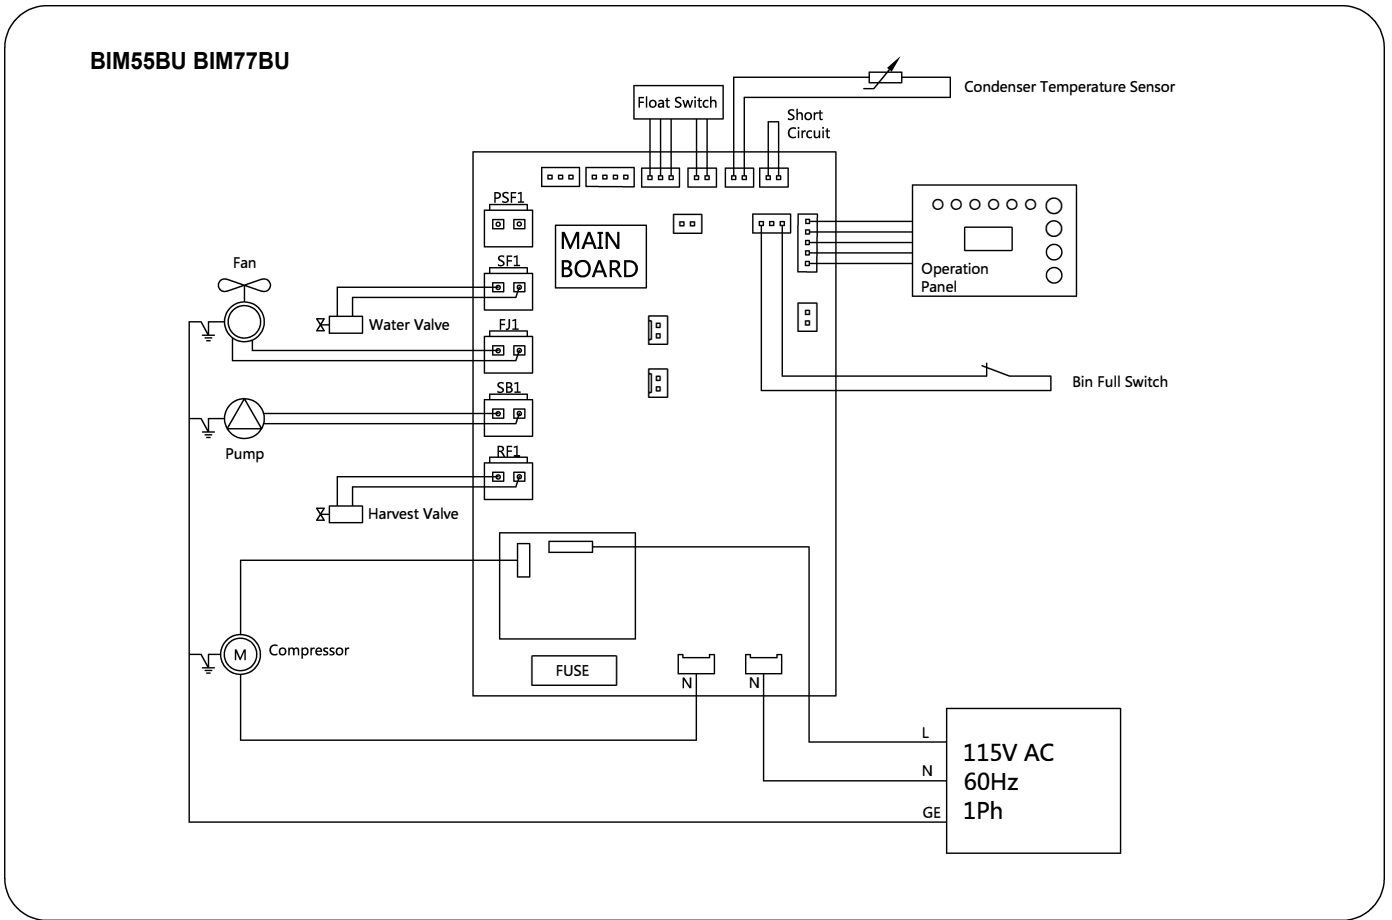 BIM55BU BIM77BU
Float Switch
Condenser Temperature Sensor
Short
Circuit
PSF1
MAIN
BOARD
SF1
Operation
Panel
Fan
Water Valve
FJ1
Bin Full Switch
SB1
Pump
RF1
Harvest Valve
M
Compressor
FUSE
N
N
L
N
GE
115V AC
60Hz
1Ph